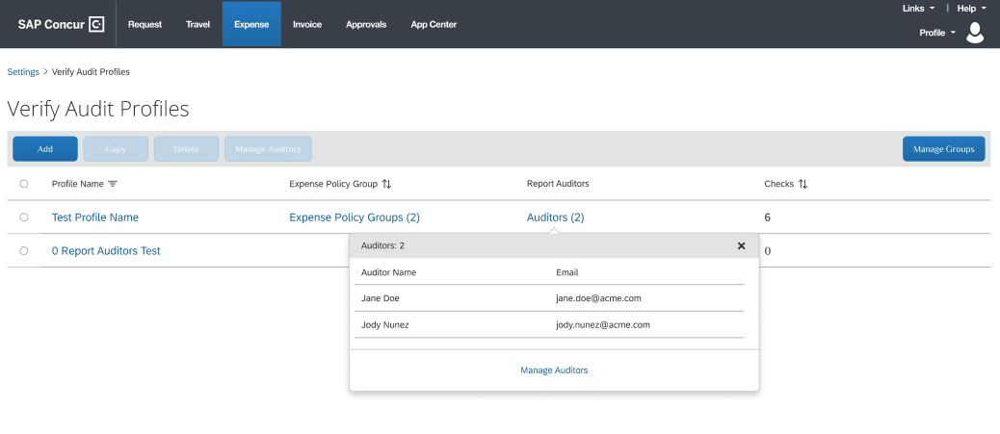 Links | Help
SAP Concur Request Travel Expense Invoice Approvals App Center
Profile
Settings > Verify Audit Profiles
Verify Audit Profiles
Add Copy Delete Manage Auditors Manage Groups
Profile Name Expense Policy Group Report Auditors Checks
Test Profile Name Expense Policy Groups (2) Auditors (2) 6
0 Report Auditors Test 0
Auditors: 2
Auditor Name Email
Jane Doe jane.doe@acme.com
Jody Nunez jody.nunez@acme.com
Manage Auditors